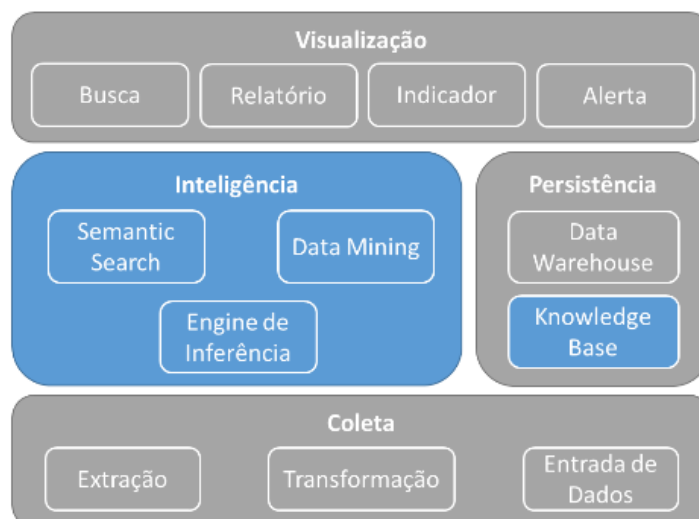 Visualização
Busca
Relatório
Indicador
Alerta
Inteligência
Semantic
Search
Data Mining
Engine de
Inferência
Persistência
Data
Warehouse
Knowledge
Base
Coleta
Extração
Transformação
Entrada de
Dados